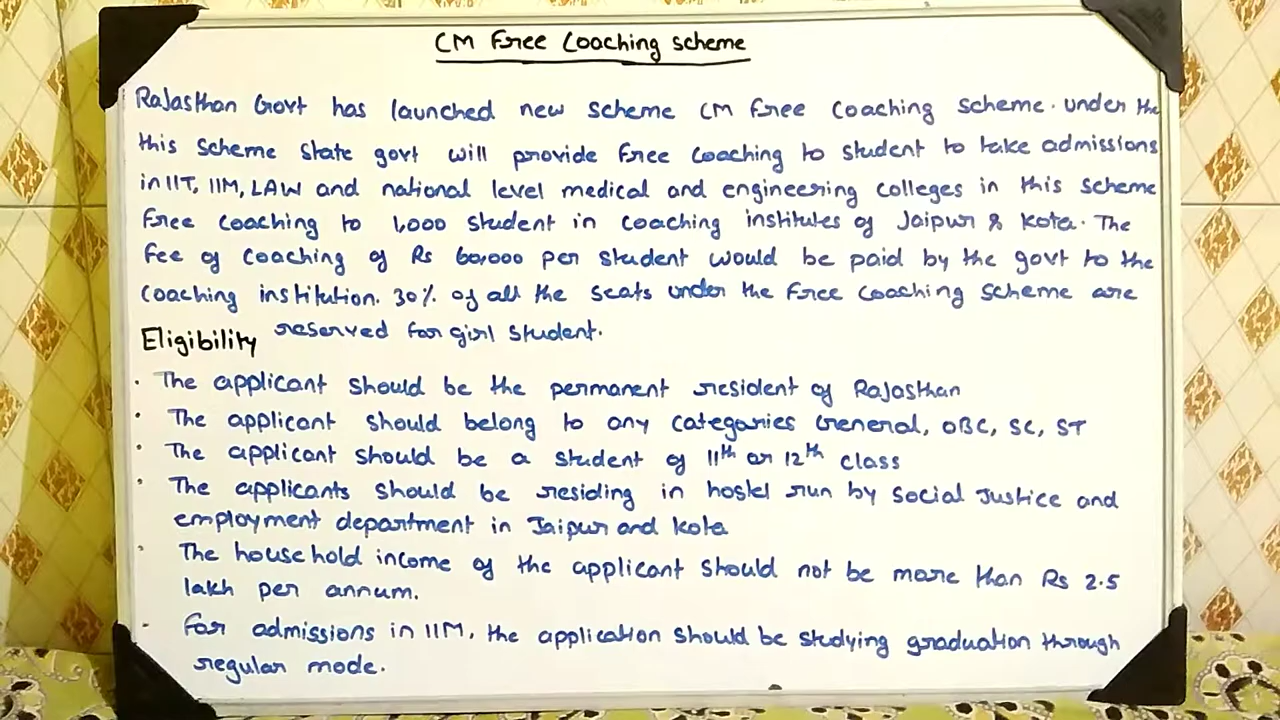 CM Free Coaching scheme
Rajasthan Govt has launched new scheme CM Free Coaching scheme. under the
this scheme state govt will provide free coaching to student to take admissions
in IIT, IIM, LAW and national level medical and engineering colleges in this scheme
free coaching to 1,000 student in coaching institutes of Jaipur & Kota. The
fee of coaching of Rs 60,000 per student would be paid by the govt to the
coaching institution. 30% of all the seats under the free coaching scheme are
reserved for girl student.
Eligibility
• The applicant should be the permanent resident of Rajasthan
• The applicant should belong to any categories General, OBC, SC, ST
• The applicant should be a student of 11th or 12th class
• The applicants should be residing in hostel run by Social Justice and
employment department in Jaipur and Kota
• The household income of the applicant should not be more than Rs 2.5
lakh per annum.
• For admissions in IIM, the application should be studying graduation through
regular mode.